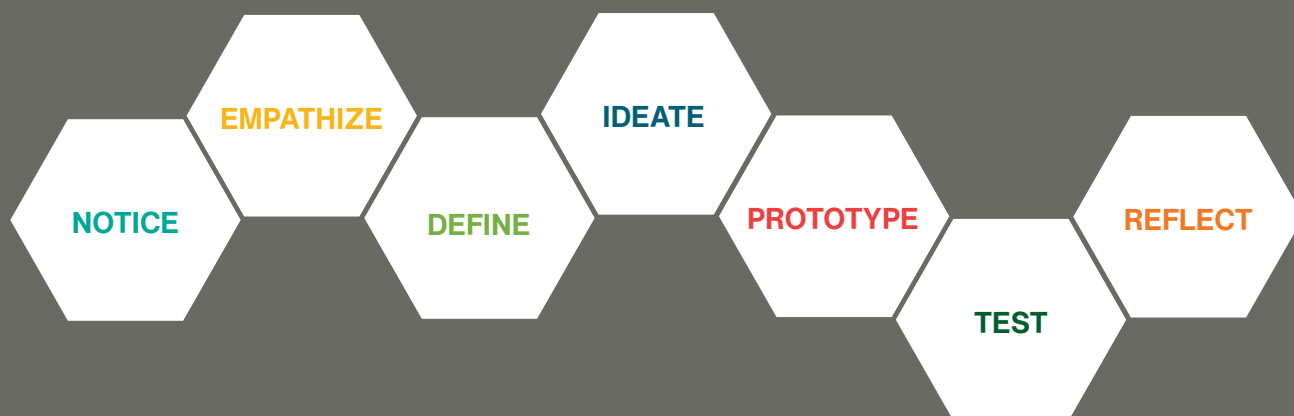 NOTICE
EMPATHIZE
DEFINE
IDEATE
PROTOTYPE
TEST
REFLECT